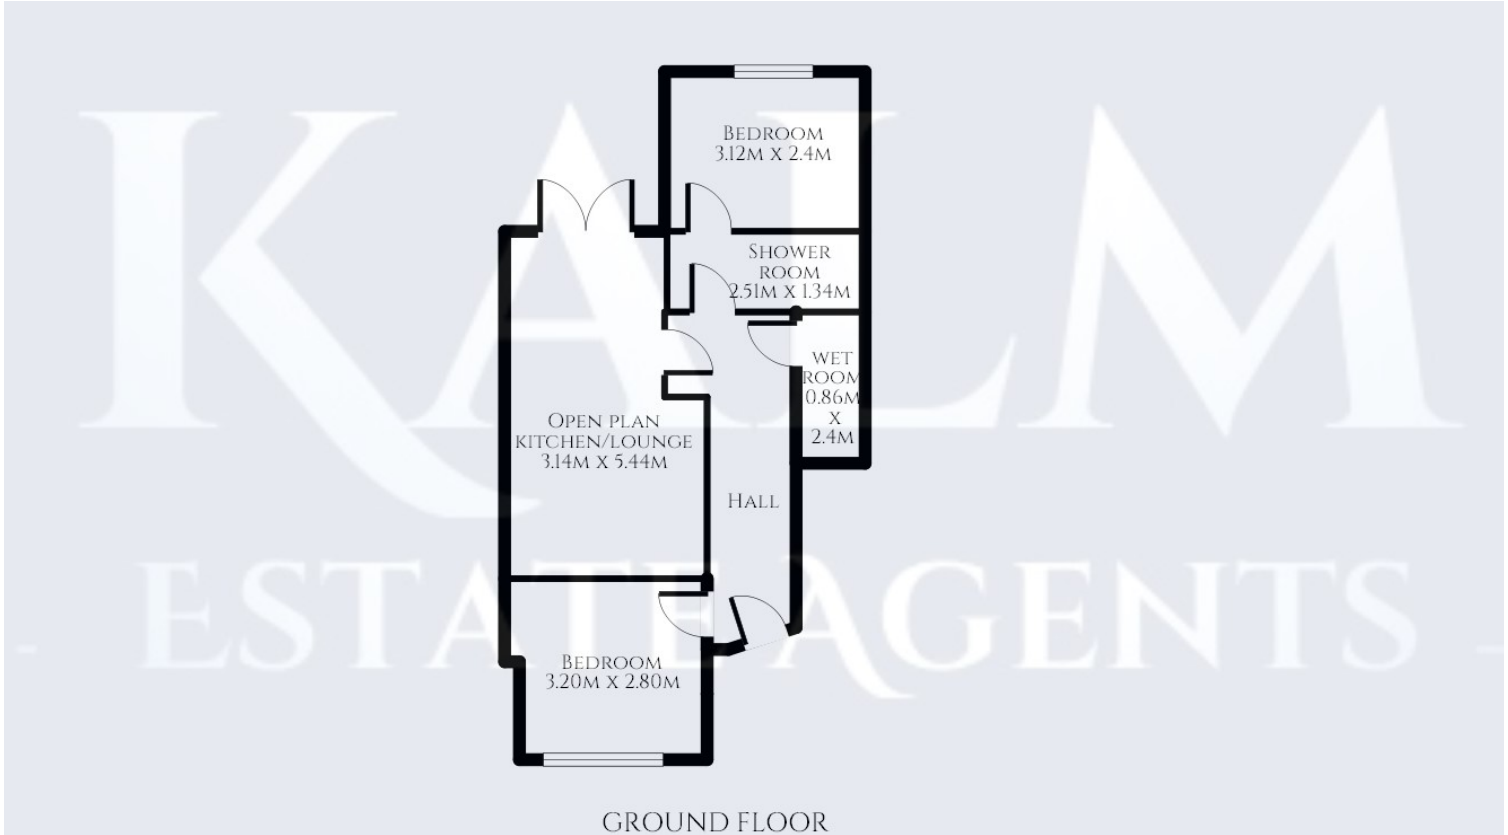 KALM
ESTATE AGENTS
BEDROOM
3.12M X 2.4M
SHOWER
ROOM
2.51M X 1.34M
WET
ROOM
0.86M
X
2.4M
OPEN PLAN
KITCHEN/LOUNGE
3.14M X 5.44M
HALL
BEDROOM
3.20M X 2.80M
GROUND FLOOR